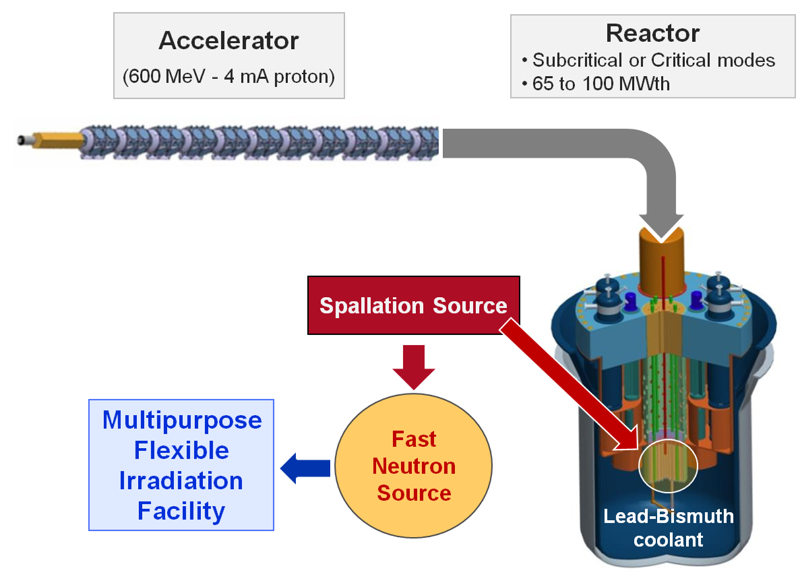 Accelerator
(600 MeV - 4 mA proton)
Reactor
• Subcritical or Critical modes
• 65 to 100 MWth
Spallation Source
Fast
Neutron
Source
Multipurpose
Flexible
Irradiation
Facility
Lead-Bismuth
coolant